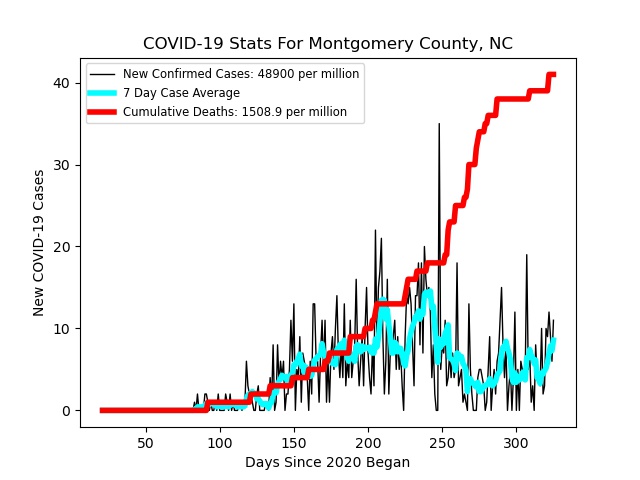 COVID-19 Stats For Montgomery County, NC
New Confirmed Cases: 48900 per million
7 Day Case Average
Cumulative Deaths: 1508.9 per million
New COVID-19 Cases
40
30
20
10
0
50 100 150 200 250 300
Days Since 2020 Began